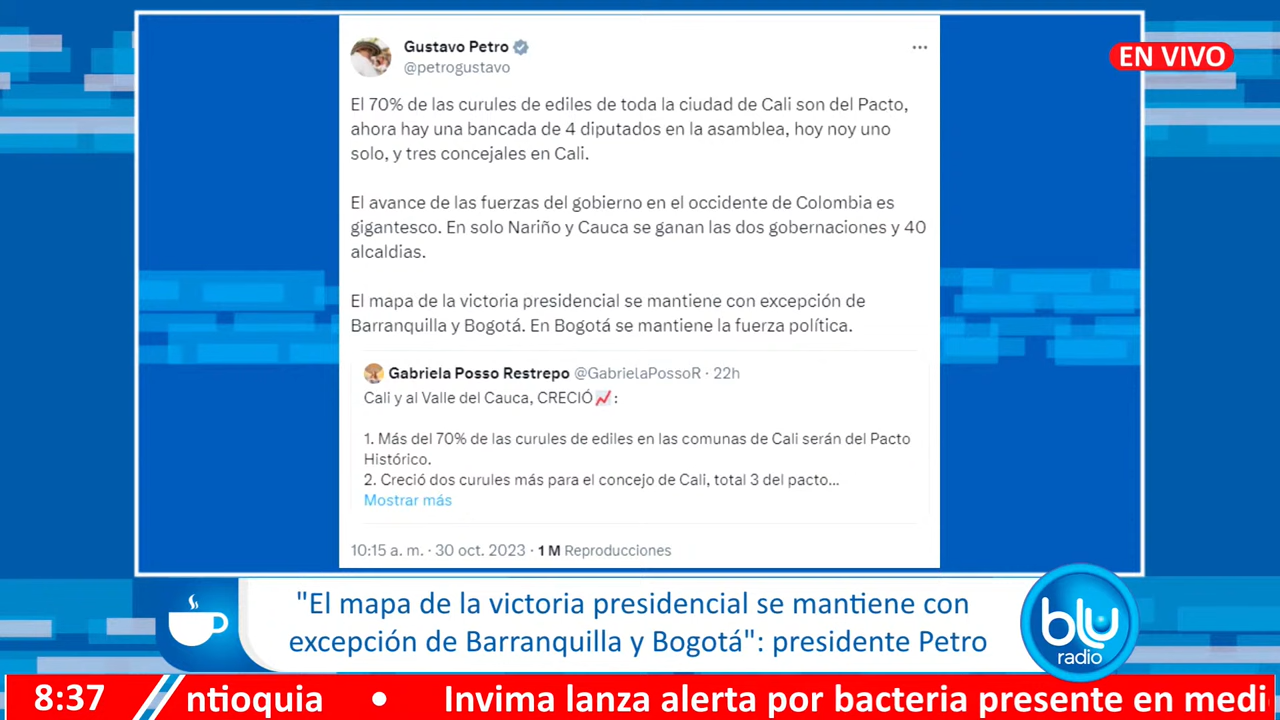 Gustavo Petro
@petrogustavo
EN VIVO
El 70% de las curules de ediles de toda la ciudad de Cali son del Pacto,
ahora hay una bancada de 4 diputados en la asamblea, hoy noy uno
solo, y tres concejales en Cali.
El avance de las fuerzas del gobierno en el occidente de Colombia es
gigantesco. En solo Nariño y Cauca se ganan las dos gobernaciones y 40
alcaldias.
El mapa de la victoria presidencial se mantiene con excepción de
Barranquilla y Bogotá. En Bogotá se mantiene la fuerza política.
Gabriela Posso Restrepo @GabrielaPossoR · 22h
Cali y al Valle del Cauca, CRECIÓ📈:
1. Más del 70% de las curules de ediles en las comunas de Cali serán del Pacto
Histórico.
2. Creció dos curules más para el concejo de Cali, total 3 del pacto...
Mostrar más
10:15 a. m. · 30 oct. 2023 · 1 M Reproducciones
"El mapa de la victoria presidencial se mantiene con
excepción de Barranquilla y Bogotá": presidente Petro
blu
radio
8:37 ntioquia • Invima lanza alerta por bacteria presente en medi